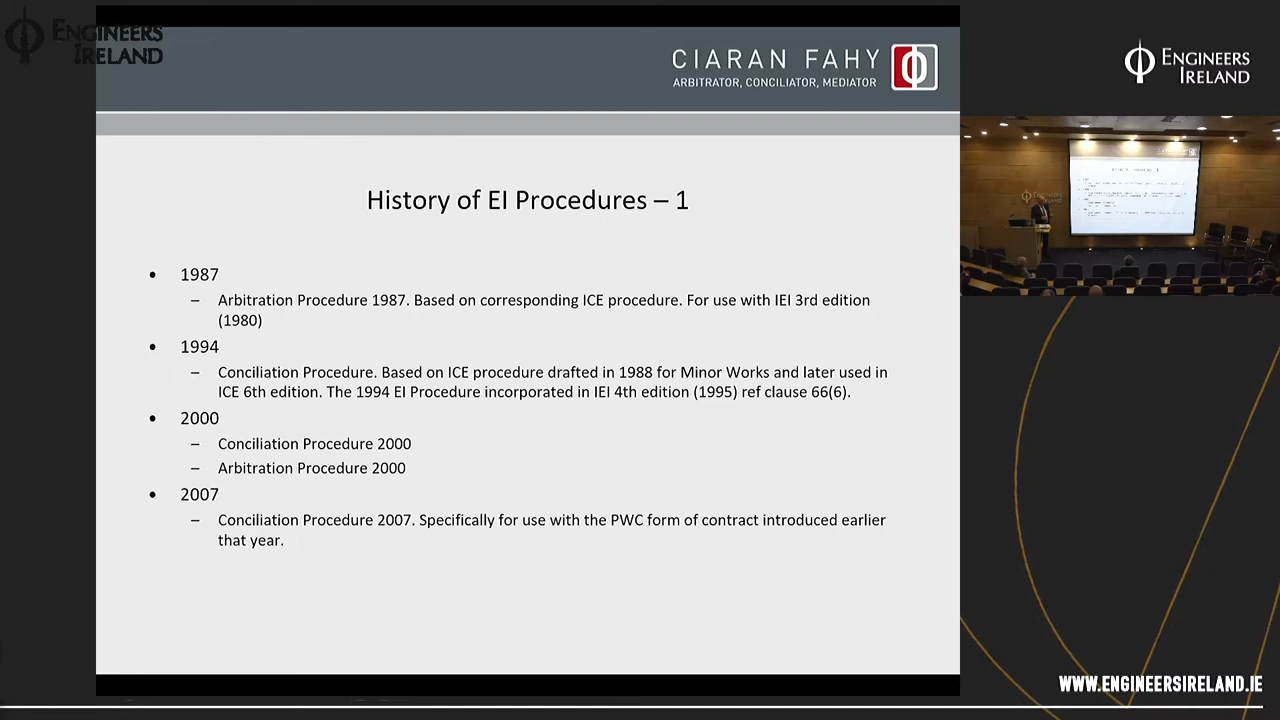 ENGINEERS
IRELAND
CIARAN FAHY
ARBITRATOR, CONCILIATOR, MEDIATOR
ENGINEERS
IRELAND
History of EI Procedures – 1
• 1987
– Arbitration Procedure 1987. Based on corresponding ICE procedure. For use with IEI 3rd edition
(1980)
• 1994
– Conciliation Procedure. Based on ICE procedure drafted in 1988 for Minor Works and later used in
ICE 6th edition. The 1994 EI Procedure incorporated in IEI 4th edition (1995) ref clause 66(6).
• 2000
– Conciliation Procedure 2000
– Arbitration Procedure 2000
• 2007
– Conciliation Procedure 2007. Specifically for use with the PWC form of contract introduced earlier
that year.
WWW.ENGINEERSIRELAND.IE